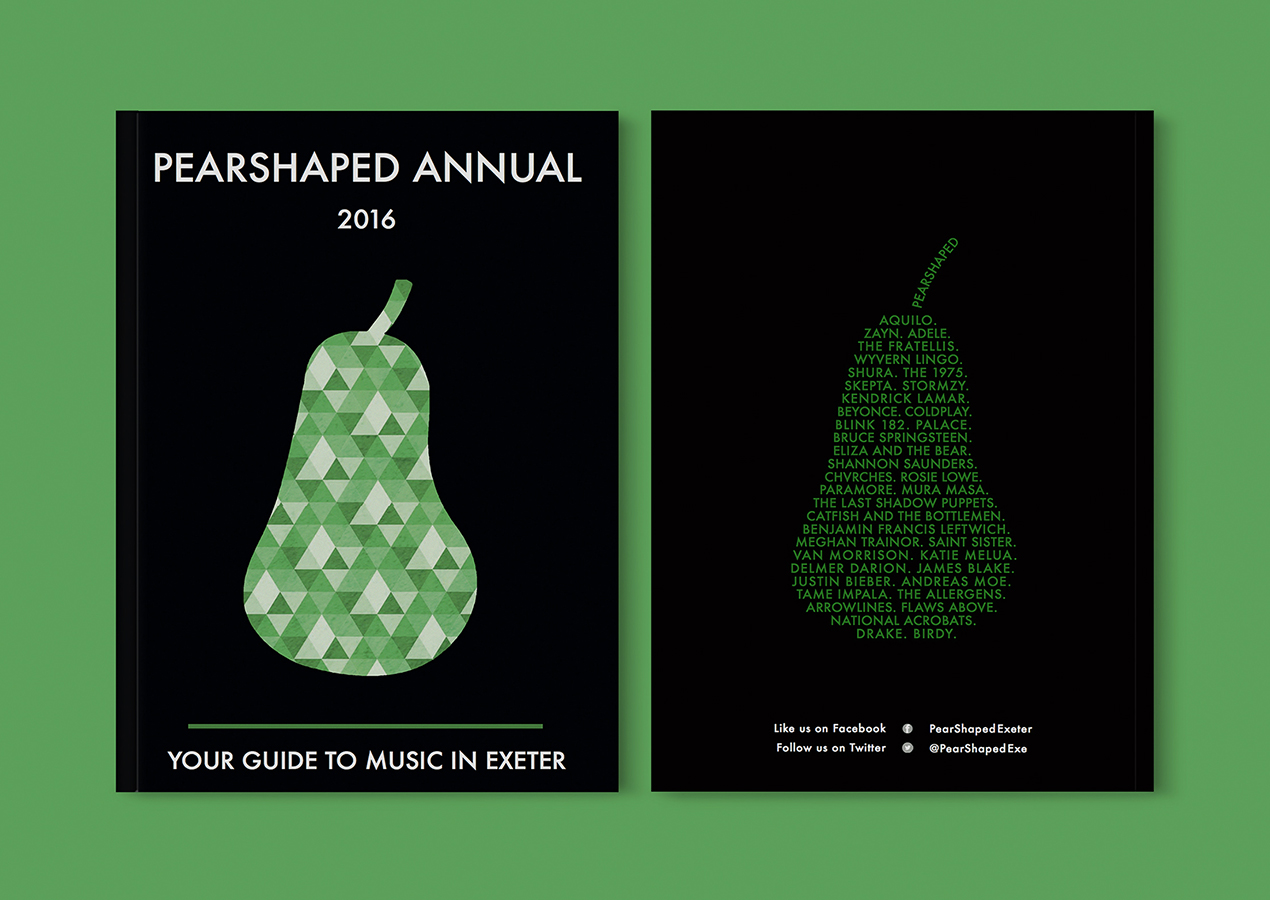 PEARSHAPED ANNUAL
2016
YOUR GUIDE TO MUSIC IN EXETER
PEARSHAPED
AQUILO.
ZAYN. ADELE.
THE FRATELLIS.
WYVERN LINGO.
SHURA. THE 1975.
SKEPTA. STORMZY.
KENDRICK LAMAR.
BEYONCE. COLDPLAY.
BLINK 182. PALACE.
BRUCE SPRINGSTEEN.
ELIZA AND THE BEAR.
SHANNON SAUNDERS.
CHVRCHES. ROSIE LOWE.
PARAMORE. MURA MASA.
THE LAST SHADOW PUPPETS.
CATFISH AND THE BOTTLEMEN.
BENJAMIN FRANCIS LEFTWICH.
MEGHAN TRAINOR. SAINT SISTER.
VAN MORRISON. KATIE MELUA.
DELMER DARION. JAMES BLAKE.
JUSTIN BIEBER. ANDREAS MOE.
TAME IMPALA. THE ALLERGENS.
ARROWLINES. FLAWS ABOVE.
NATIONAL ACROBATS.
DRAKE. BIRDY.
Like us on Facebook PearShapedExeter
Follow us on Twitter @PearShapedExe